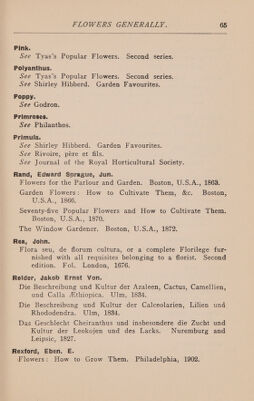 FLOWERS GENERALLY. 65
Pink.
See Tyas's Popular Flowers. Second series.
Polyanthus.
See Tyas's Popular Flowers. Second series.
See Shirley Hibberd. Garden Favourites.
Poppy.
See Godron.
Primroses.
See Philanthos.
Primula.
See Shirley Hibberd. Garden Favourites.
See Rivoire, père et fils.
See Journal of the Royal Horticultural Society.
Rand, Edward Sprague, Jun.
Flowers for the Parlour and Garden. Boston, U.S.A., 1863.
Garden Flowers: How to Cultivate Them, &c. Boston,
U.S.A., 1866.
Seventy-five Popular Flowers and How to Cultivate Them.
Boston, U.S.A., 1870.
The Window Gardener. Boston, U.S.A., 1872.
Rea, John.
Flora seu, de florum cultura, or a complete Florilege fur-
nished with all requisites belonging to a florist. Second
edition. Fol. London, 1676.
Reider, Jakob Ernst Von.
Die Beschreibung und Kultur der Azaleen, Cactus, Camellien,
und Calla Æthiopica. Ulm, 1834.
Die Beschreibung und Kultur der Calceolarien, Lilien und
Rhododendra. Ulm, 1834.
Das Geschlecht Cheiranthus und insbesondere die Zucht und
Kultur der Leokojen und des Lacks. Nuremburg and
Leipsic, 1827.
Rexford, Eben. E.
Flowers: How to Grow Them. Philadelphia, 1902.